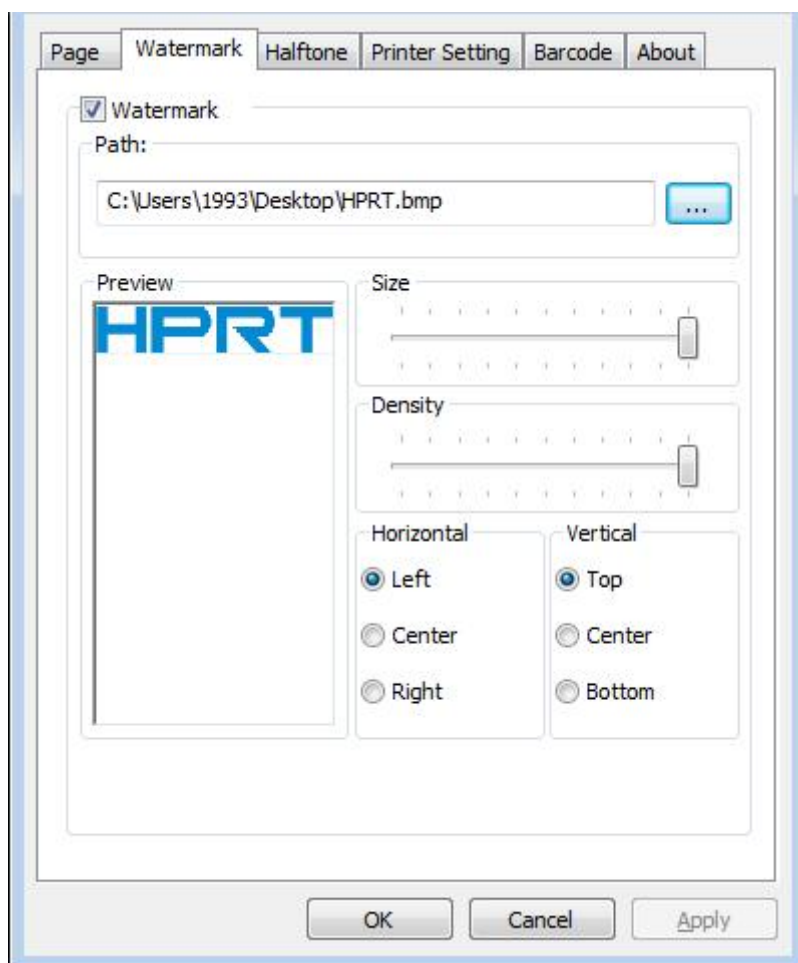 Page Watermark Halftone Printer Setting Barcode About
Watermark
Path:
C:\Users\1993\Desktop\HPRT.bmp
...
Preview
HPRT
Size
Density
Horizontal Vertical
Left Top
Center Center
Right Bottom
OK Cancel Apply